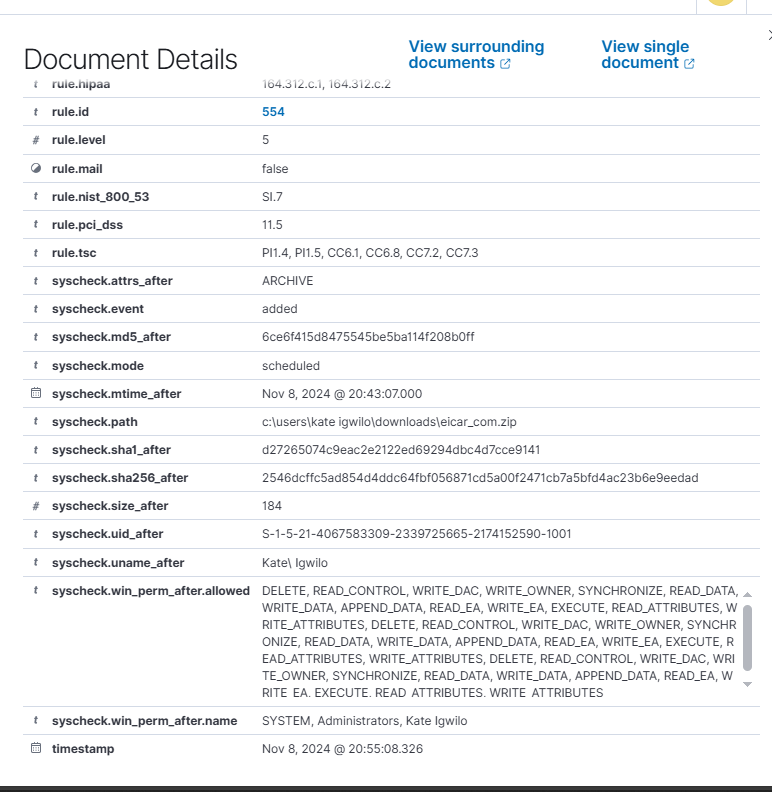 Document Details
View surrounding
documents
View single
document
t rule.hipaa 164.312.c.1, 164.312.c.2
t rule.id 554
# rule.level 5
rule.mail false
t rule.nist_800_53 SI.7
t rule.pci_dss 11.5
t rule.tsc PI1.4, PI1.5, CC6.1, CC6.8, CC7.2, CC7.3
t syscheck.attrs_after ARCHIVE
t syscheck.event added
t syscheck.md5_after 6ce6f415d8475545be5ba114f208b0ff
t syscheck.mode scheduled
syscheck.mtime_after Nov 8, 2024 @ 20:43:07.000
t syscheck.path c:\users\kate igwilo\downloads\eicar_com.zip
t syscheck.sha1_after d27265074c9eac2e2122ed69294dbc4d7cce9141
t syscheck.sha256_after 2546dcffc5ad854d4ddc64fbf056871cd5a00f2471cb7a5bfd4ac23b6e9eedad
# syscheck.size_after 184
t syscheck.uid_after S-1-5-21-4067583309-2339725665-2174152590-1001
t syscheck.uname_after Kate\ Igwilo
t syscheck.win_perm_after.allowed DELETE, READ_CONTROL, WRITE_DAC, WRITE_OWNER, SYNCHRONIZE, READ_DATA,
WRITE_DATA, APPEND_DATA, READ_EA, WRITE_EA, EXECUTE, READ_ATTRIBUTES, W
RITE_ATTRIBUTES, DELETE, READ_CONTROL, WRITE_DAC, WRITE_OWNER, SYNCHR
ONIZE, READ_DATA, WRITE_DATA, APPEND_DATA, READ_EA, WRITE_EA, EXECUTE, R
EAD_ATTRIBUTES, WRITE_ATTRIBUTES, DELETE, READ_CONTROL, WRITE_DAC, WRI
TE_OWNER, SYNCHRONIZE, READ_DATA, WRITE_DATA, APPEND_DATA, READ_EA, W
RITE_EA, EXECUTE, READ_ATTRIBUTES, WRITE_ATTRIBUTES
t syscheck.win_perm_after.name SYSTEM, Administrators, Kate Igwilo
timestamp Nov 8, 2024 @ 20:55:08.326